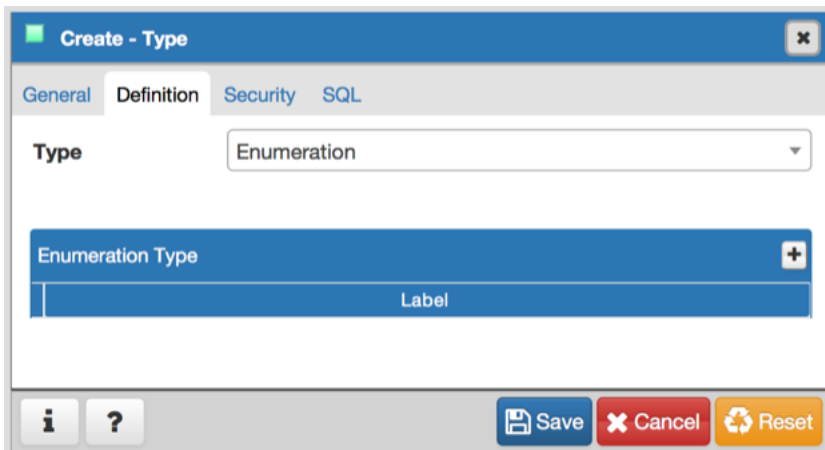 Create - Type
General Definition Security SQL
Type Enumeration
Enumeration Type
Label
i ? Save Cancel Reset